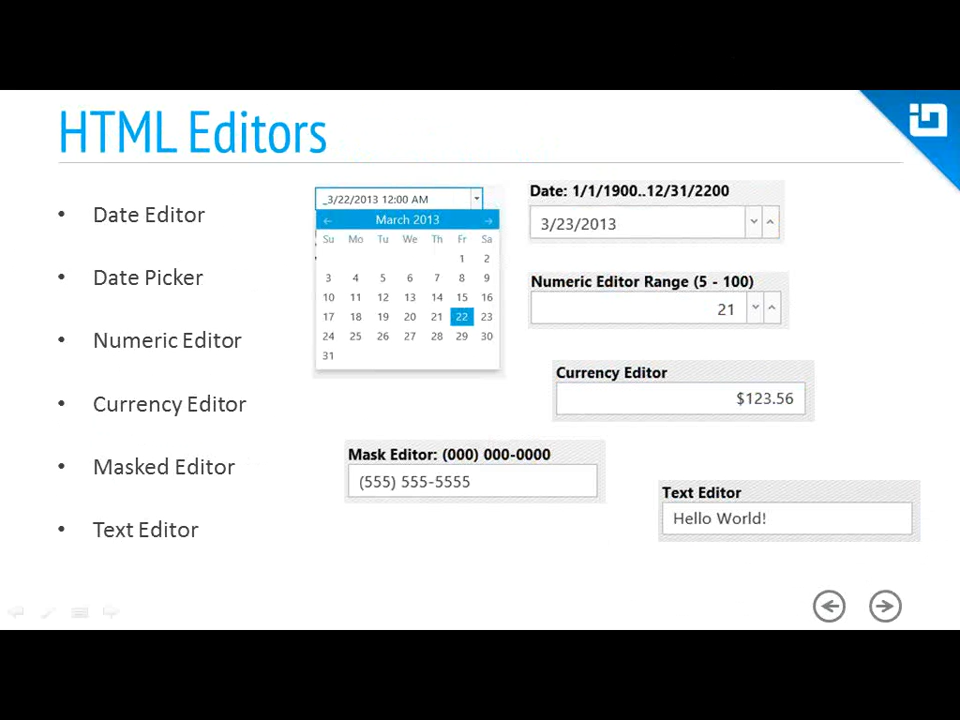 HTML Editors
• Date Editor
• Date Picker
• Numeric Editor
• Currency Editor
• Masked Editor
• Text Editor
_3/22/2013 12:00 AM
March 2013
Su Mo Tu We Th Fr Sa
1 2
3 4 5 6 7 8 9
10 11 12 13 14 15 16
17 18 19 20 21 22 23
24 25 26 27 28 29 30
31
Date: 1/1/1900..12/31/2200
3/23/2013
Numeric Editor Range (5 - 100)
21
Currency Editor
$123.56
Mask Editor: (000) 000-0000
(555) 555-5555
Text Editor
Hello World!